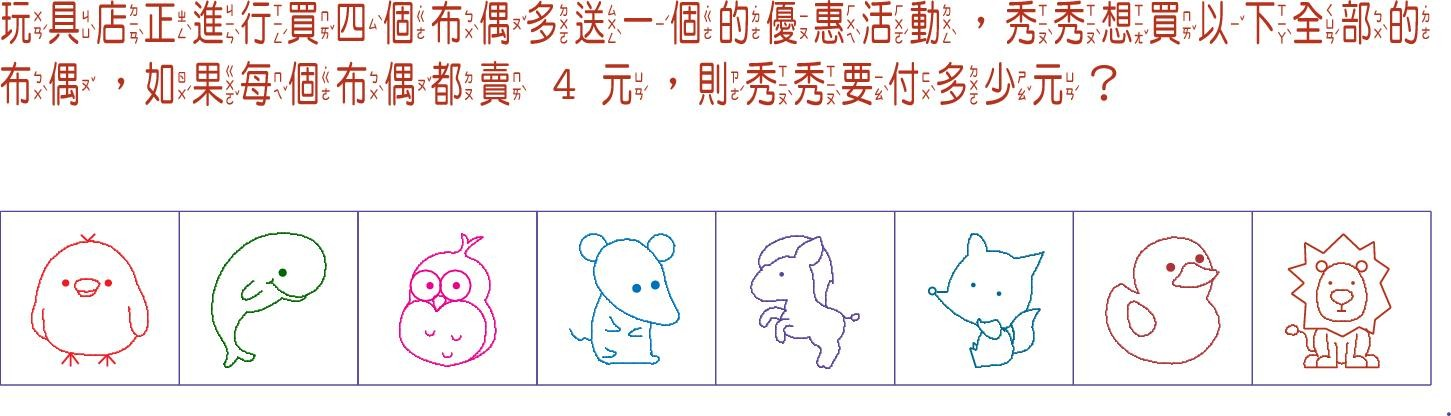 玩具店正進行買四個布偶多送一個的優惠活動，秀秀想買以下全部的
布偶，如果每個布偶都賣 4 元，則秀秀要付多少元？